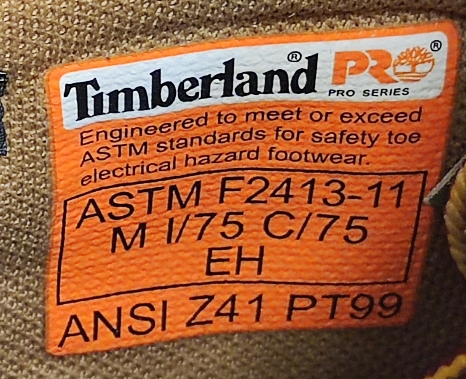 Timberland® PRO®
PRO SERIES
Engineered to meet or exceed
ASTM standards for safety toe
electrical hazard footwear.
ASTM F2413-11
M I/75 C/75
EH
ANSI Z41 PT99